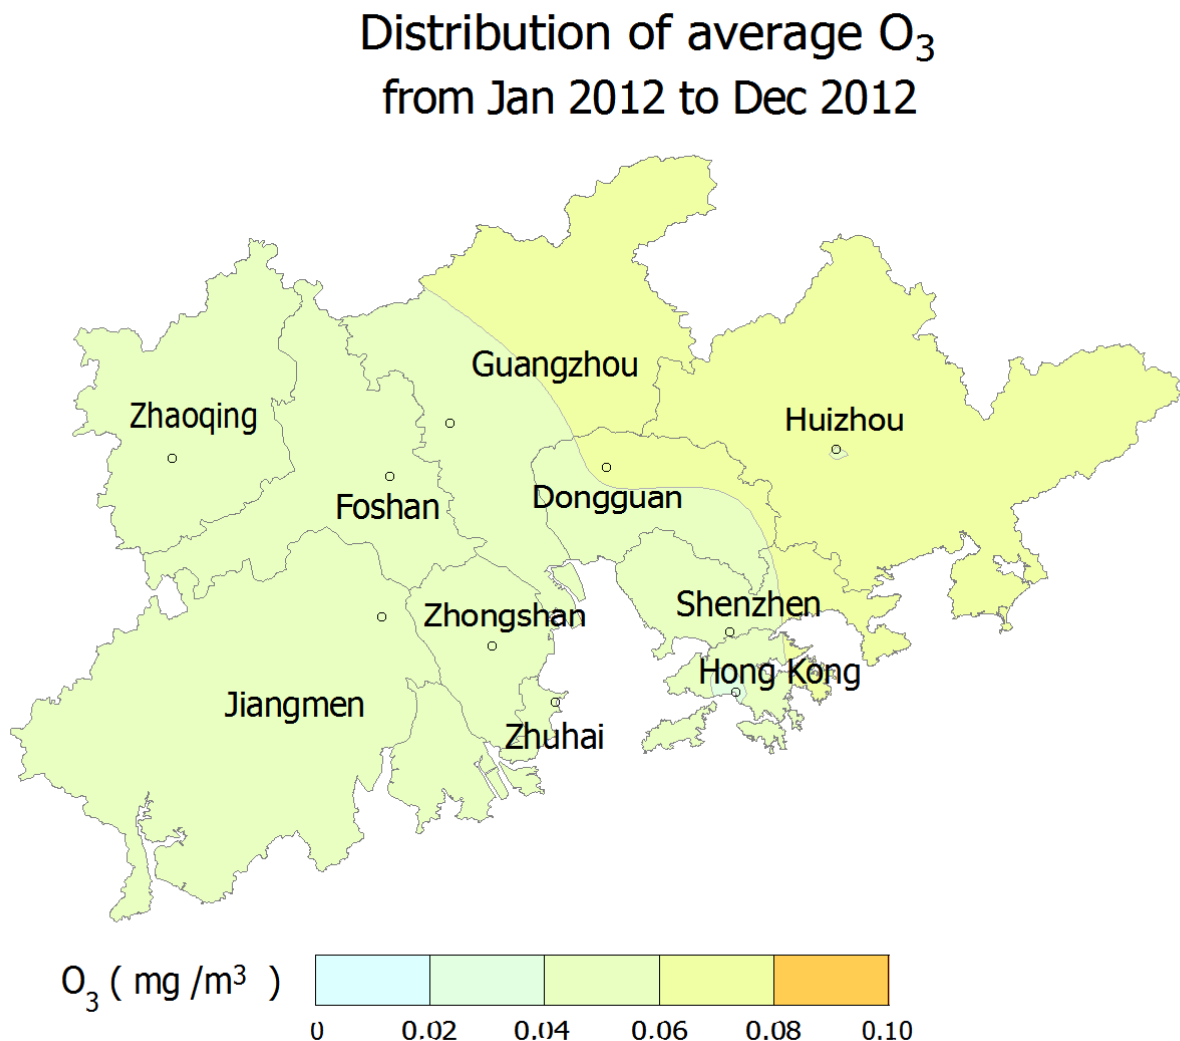 Distribution of average O₃
from Jan 2012 to Dec 2012
Guangzhou
Zhaoqing
Huizhou
Foshan
Dongguan
Shenzhen
Zhongshan
Hong Kong
Jiangmen
Zhuhai
O₃ ( mg /m³ )
0 0.02 0.04 0.06 0.08 0.10